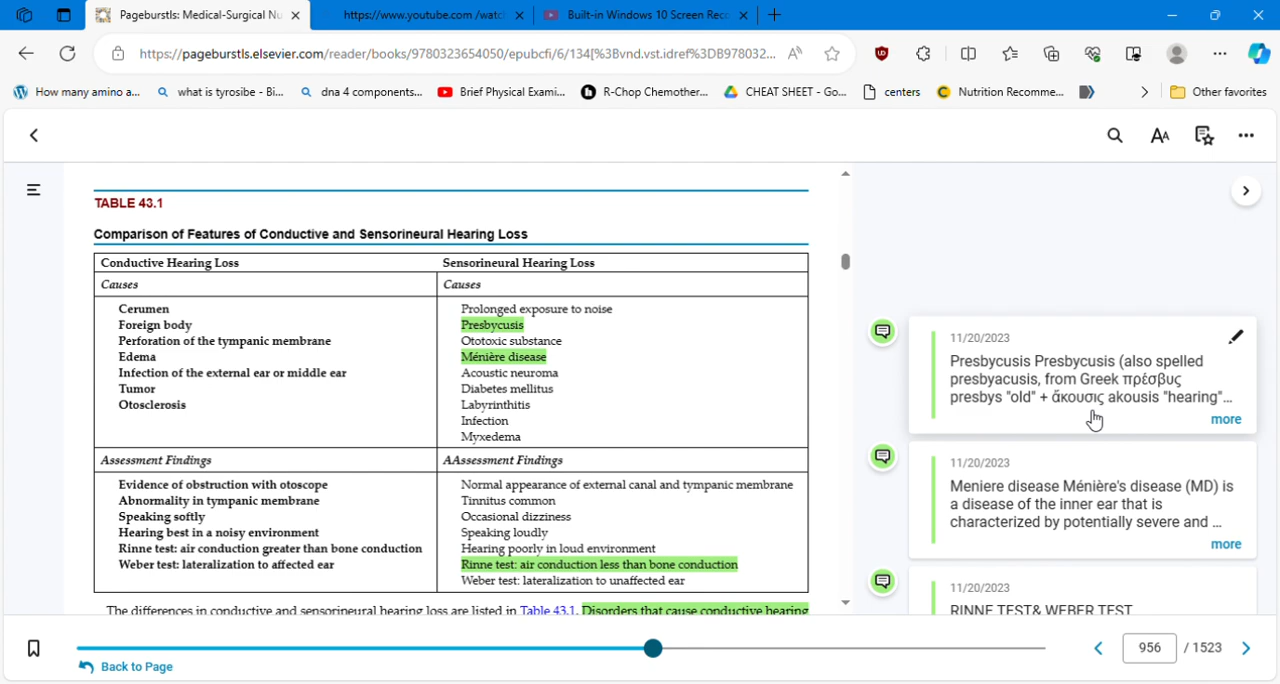 Pageburstls: Medical-Surgical Nu
https://www.youtube.com/watc
Built-in Windows 10 Screen Reco
https://pageburstls.elsevier.com/reader/books/9780323654050/epubcfi/6/134[%3Bvnd.vst.idref%3DB978032...
How many amino a...
what is tyrosibe - Bi...
dna 4 components...
Brief Physical Exami...
R-Chop Chemother...
CHEAT SHEET - Go...
centers
Nutrition Recomme...
Other favorites
TABLE 43.1
Comparison of Features of Conductive and Sensorineural Hearing Loss
Conductive Hearing Loss
Sensorineural Hearing Loss
Causes
Causes
Cerumen
Foreign body
Perforation of the tympanic membrane
Edema
Infection of the external ear or middle ear
Tumor
Otosclerosis
Prolonged exposure to noise
Presbycusis
Ototoxic substance
Ménière disease
Acoustic neuroma
Diabetes mellitus
Labyrinthitis
Infection
Myxedema
Assessment Findings
AAssessment Findings
Evidence of obstruction with otoscope
Abnormality in tympanic membrane
Speaking softly
Hearing best in a noisy environment
Rinne test: air conduction greater than bone conduction
Weber test: lateralization to affected ear
Normal appearance of external canal and tympanic membrane
Tinnitus common
Occasional dizziness
Speaking loudly
Hearing poorly in loud environment
Rinne test: air conduction less than bone conduction
Weber test: lateralization to unaffected ear
The differences in conductive and sensorineural hearing loss are listed in Table 43.1. Disorders that cause conductive hearing
11/20/2023
Presbycusis Presbycusis (also spelled
presbyacusis, from Greek πρέσβυς
presbys "old" + ἄκουσις akousis "hearing"...
more
11/20/2023
Meniere disease Ménière's disease (MD) is
a disease of the inner ear that is
characterized by potentially severe and ...
more
11/20/2023
RINNE TEST& WEBER TEST
Back to Page
956 / 1523